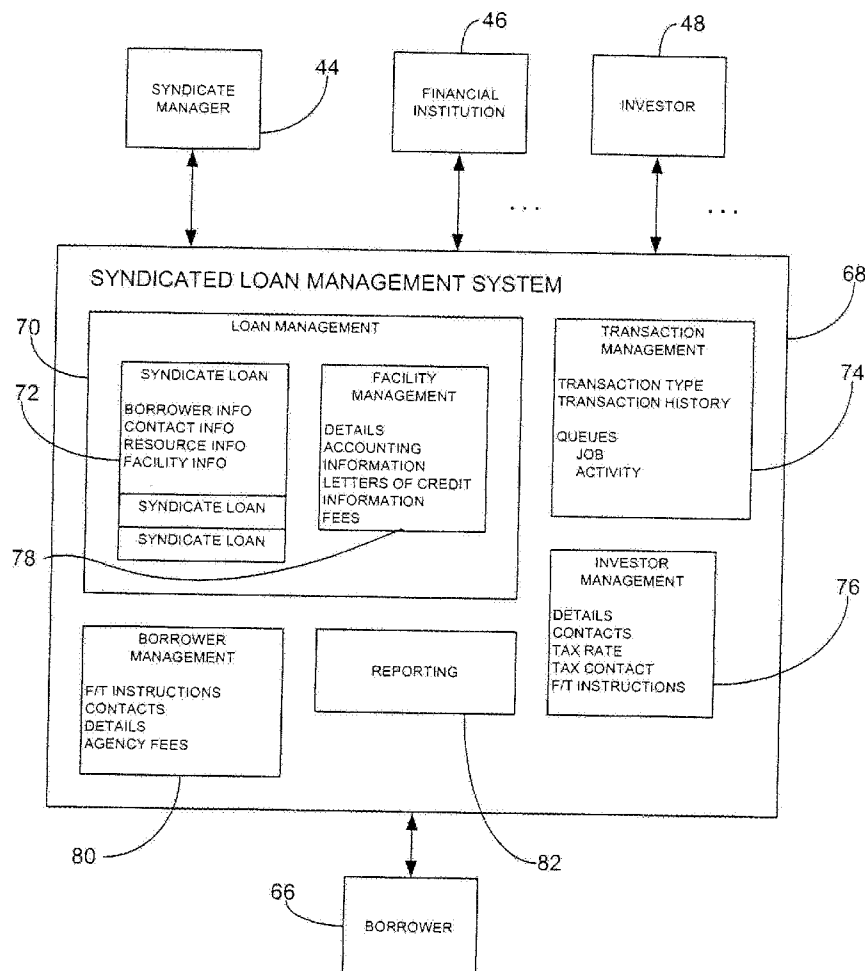 46
48
44
SYNDICATE
MANAGER
FINANCIAL
INSTITUTION
INVESTOR
...
...
SYNDICATED LOAN MANAGEMENT SYSTEM
68
70
LOAN MANAGEMENT
72
SYNDICATE LOAN
BORROWER INFO
CONTACT INFO
RESOURCE INFO
FACILITY INFO
SYNDICATE LOAN
SYNDICATE LOAN
FACILITY
MANAGEMENT
DETAILS
ACCOUNTING
INFORMATION
LETTERS OF CREDIT
INFORMATION
FEES
78
TRANSACTION
MANAGEMENT
TRANSACTION TYPE
TRANSACTION HISTORY
QUEUES
JOB
ACTIVITY
74
INVESTOR
MANAGEMENT
DETAILS
CONTACTS
TAX RATE
TAX CONTACT
F/T INSTRUCTIONS
76
BORROWER
MANAGEMENT
F/T INSTRUCTIONS
CONTACTS
DETAILS
AGENCY FEES
REPORTING
80
82
66
BORROWER